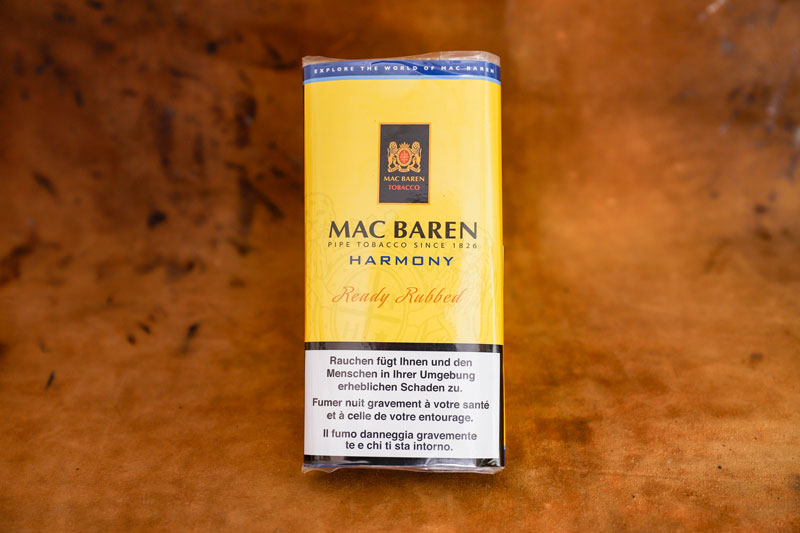 EXPLORE THE WORLD OF MAC BAREN
MAC BAREN
TOBACCO
MAC BAREN
PIPE TOBACCO SINCE 1826
HARMONY
Ready Rubbed
Rauchen fügt Ihnen und den
Menschen in Ihrer Umgebung
erheblichen Schaden zu.
Fumer nuit gravement à votre santé
et à celle de votre entourage.
Il fumo danneggia gravemente
te e chi ti sta intorno.